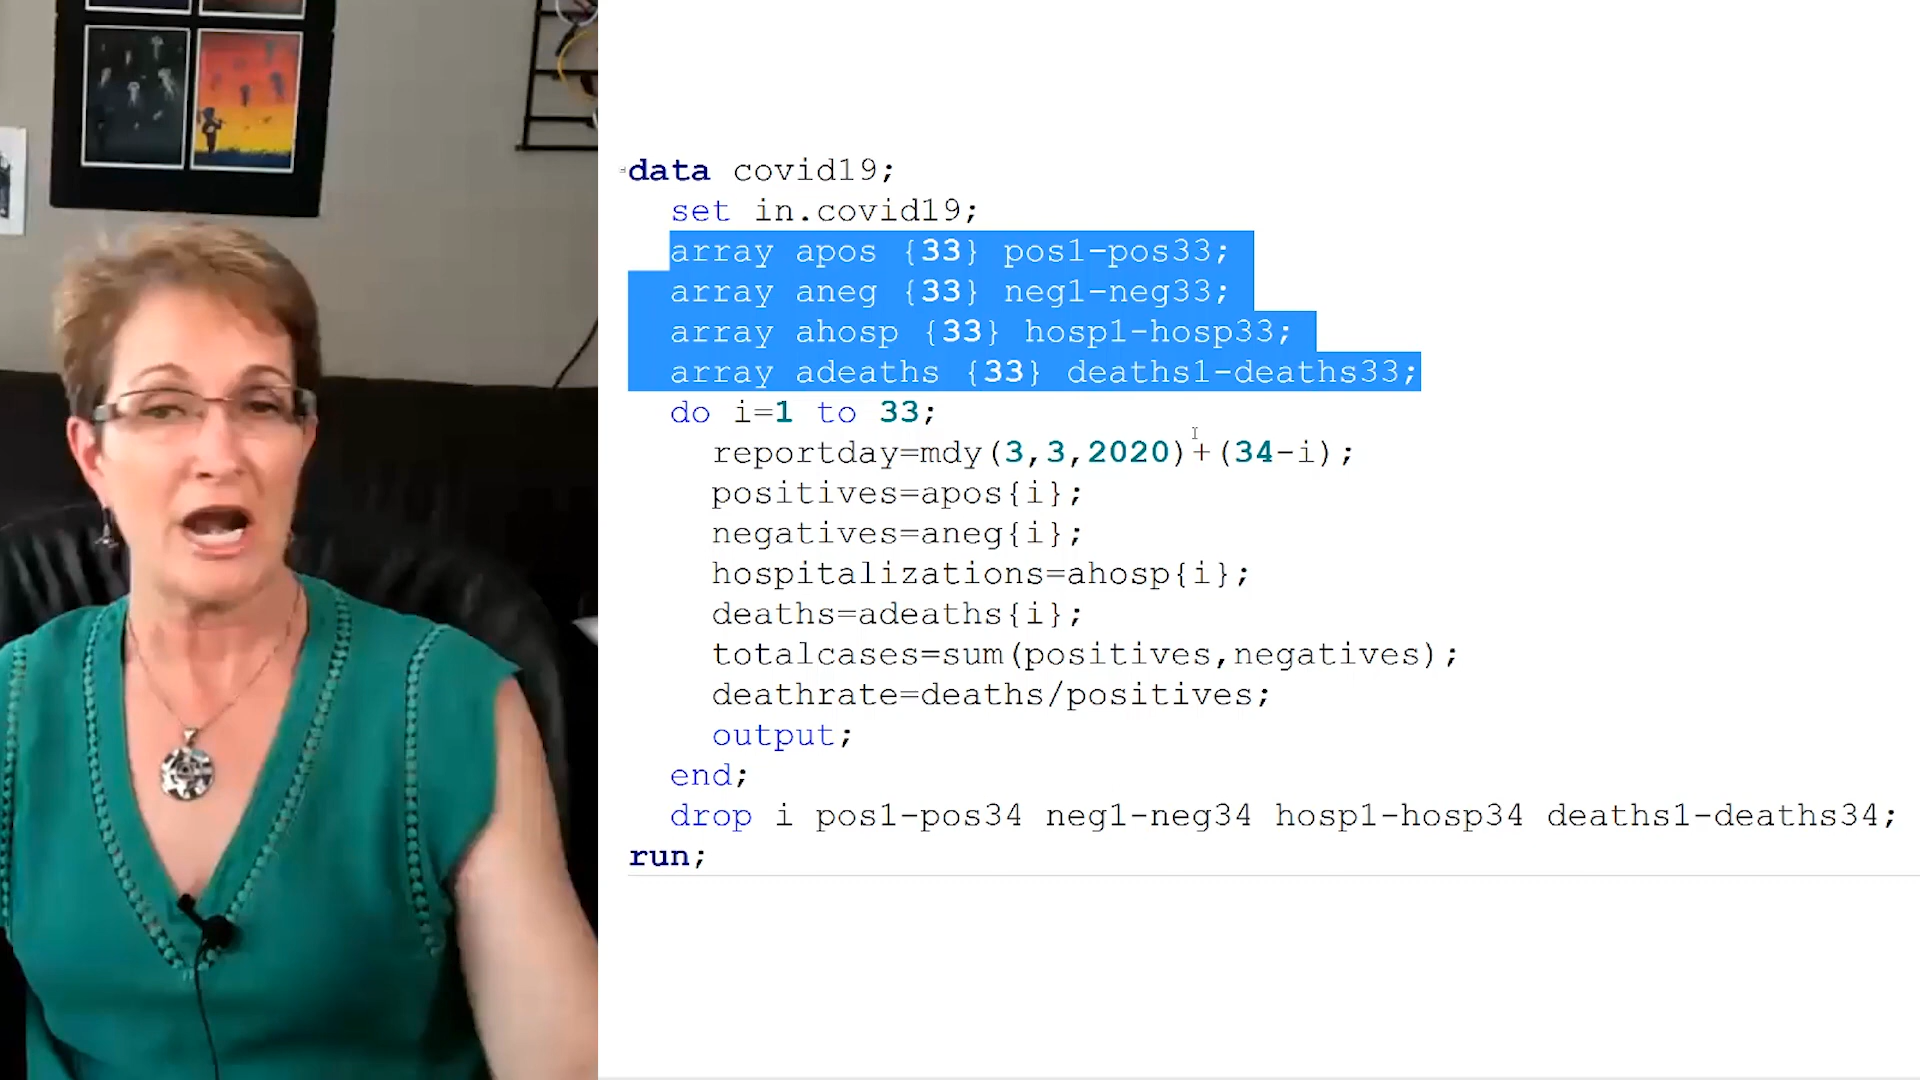 data covid19;
set in.covid19;
array apos {33} pos1-pos33;
array aneg {33} neg1-neg33;
array ahosp {33} hosp1-hosp33;
array adeaths {33} deaths1-deaths33;
do i=1 to 33;
reportday=mdy(3,3,2020)+(34-i);
positives=apos{i};
negatives=aneg{i};
hospitalizations=ahosp{i};
deaths=adeaths{i};
totalcases=sum(positives,negatives);
deathrate=deaths/positives;
output;
end;
drop i pos1-pos34 neg1-neg34 hosp1-hosp34 deaths1-deaths34;
run;